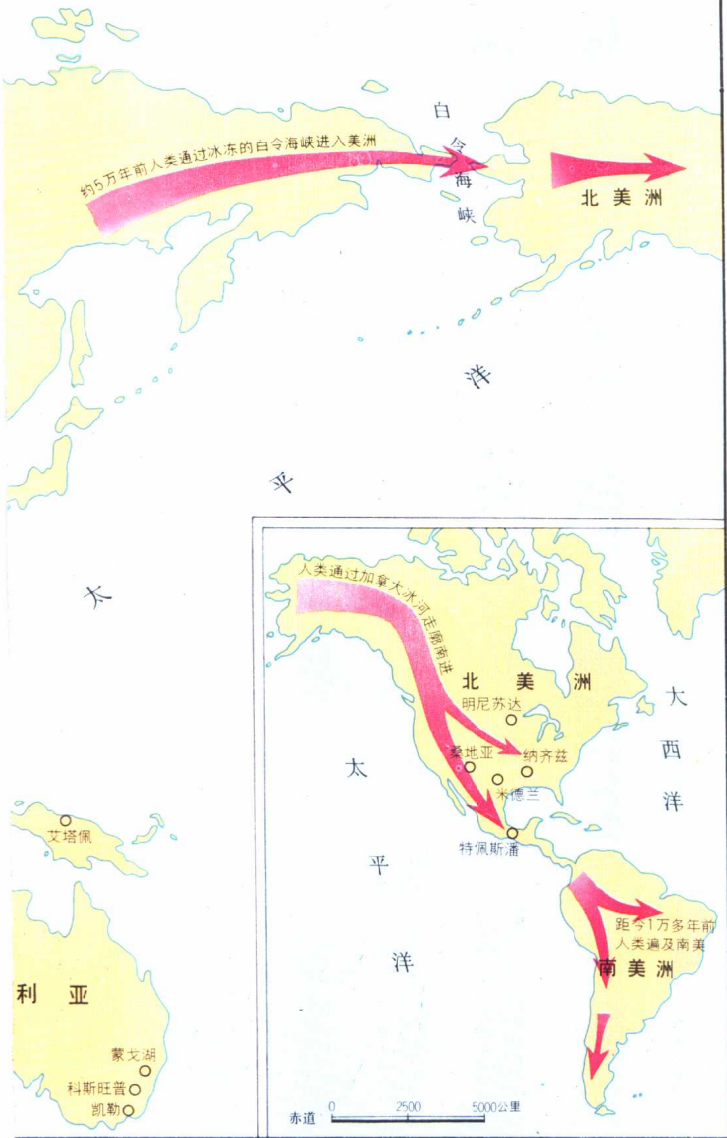 白令海峡
约5万年前人类通过冰冻的白令海峡进入美洲
北美洲
太平洋
人类通过加拿大冰河走廊南进
北美洲
明尼苏达
大西洋
桑地亚
纳齐兹
米德兰
太平洋
特佩斯潘
艾塔佩
距今1万多年前
人类遍及南美
南美洲
利亚
蒙戈湖
科斯旺普
凯勒
赤道 0 2500 5000公里